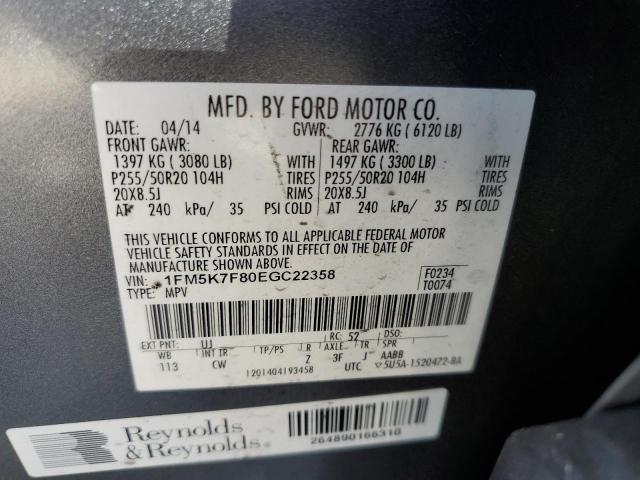 MFD. BY FORD MOTOR CO.
DATE: 04/14 GVWR: 2776 KG ( 6120 LB)
FRONT GAWR: REAR GAWR:
1397 KG ( 3080 LB) WITH 1497 KG ( 3300 LB) WITH
P255/50R20 104H TIRES P255/50R20 104H TIRES
20X8.5J RIMS 20X8.5J RIMS
AT 240 kPa/ 35 PSI COLD AT 240 kPa/ 35 PSI COLD
THIS VEHICLE CONFORMS TO ALL APPLICABLE FEDERAL MOTOR
VEHICLE SAFETY STANDARDS IN EFFECT ON THE DATE OF
MANUFACTURE SHOWN ABOVE.
VIN: 1FM5K7F80EGC22358 F0234
TYPE: MPV T0074
EXT PNT: UJ RC: 52 DSO:
WB INT TR TP/PS R AXLE TR SPR
113 CW Z 3F J AABB
1201404193458 UTC 5U5A-1520472-BA
Reynolds
&Reynolds
264890166310